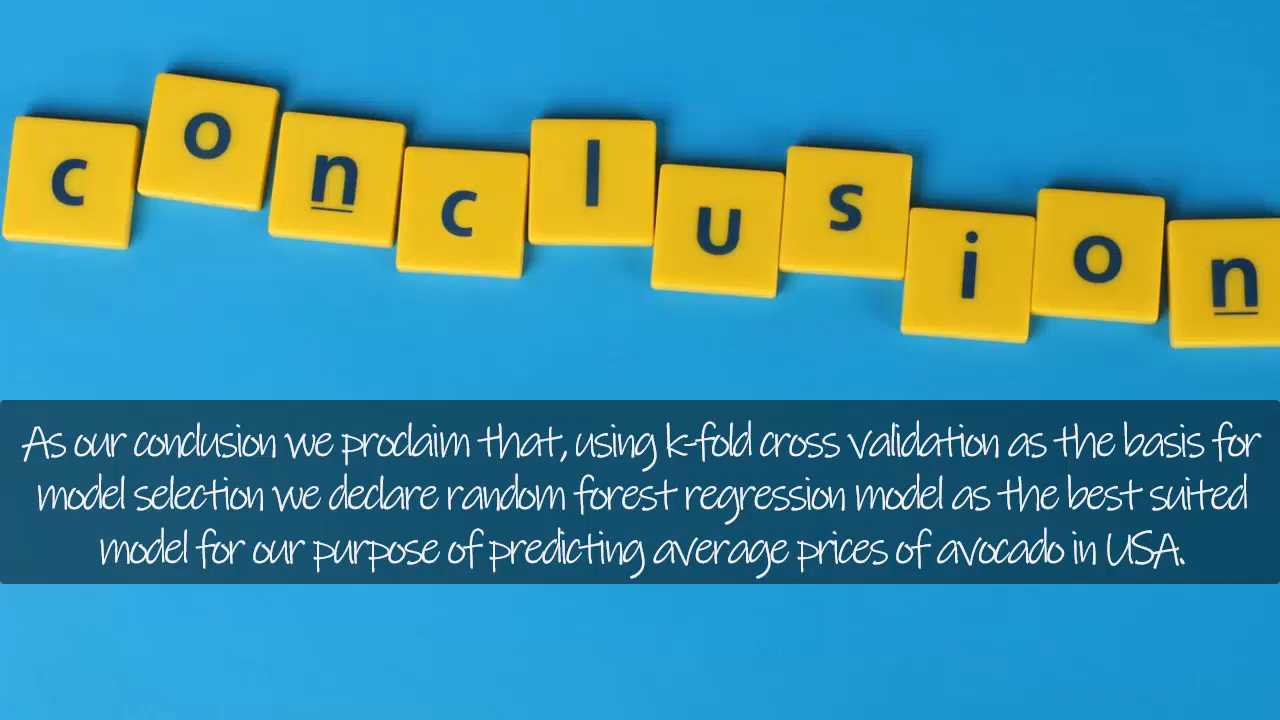 conclusion
As our conclusion we proclaim that, using k-fold cross validation as the basis for
model selection we declare random forest regression model as the best suited
model for our purpose of predicting average prices of avocado in USA.